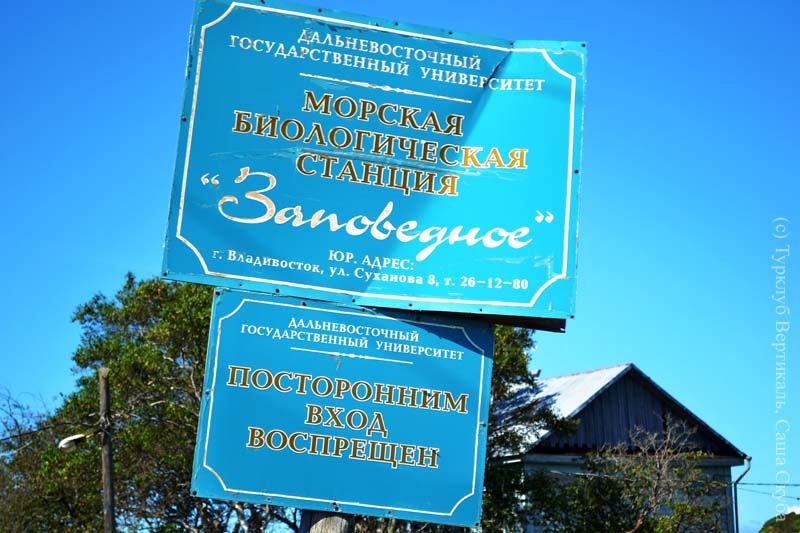 ДАЛЬНЕВОСТОЧНЫЙ
ГОСУДАРСТВЕННЫЙ УНИВЕРСИТЕТ
МОРСКАЯ
БИОЛОГИЧЕСКАЯ
СТАНЦИЯ
"Заповедное"
ЮР. АДРЕС:
г. Владивосток, ул. Суханова 8, т. 26-12-80
ДАЛЬНЕВОСТОЧНЫЙ
ГОСУДАРСТВЕННЫЙ УНИВЕРСИТЕТ
ПОСТОРОННИМ
ВХОД
ВОСПРЕЩЕН
(c) Турклуб Вертикаль, Саша